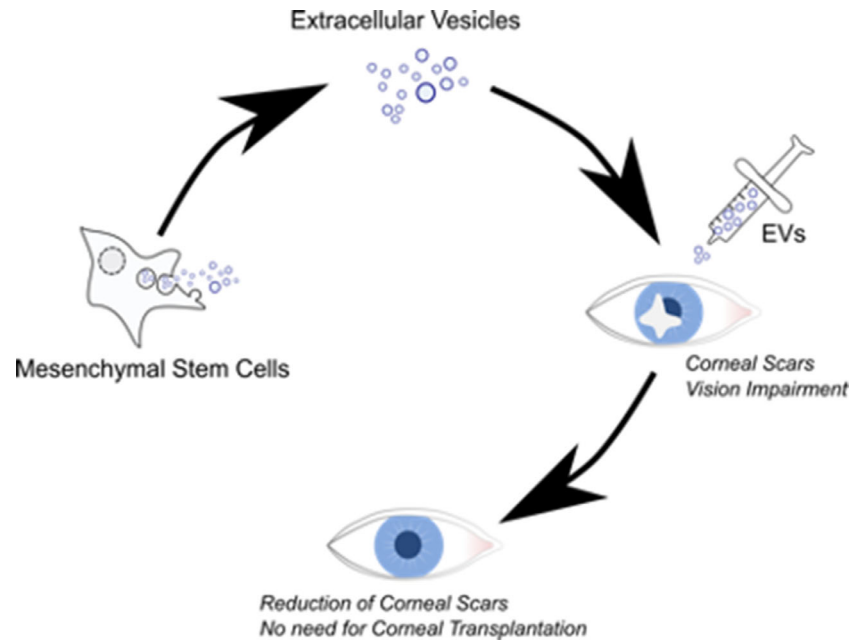 Extracellular Vesicles
EVs
Mesenchymal Stem Cells
Corneal Scars
Vision Impairment
Reduction of Corneal Scars
No need for Corneal Transplantation